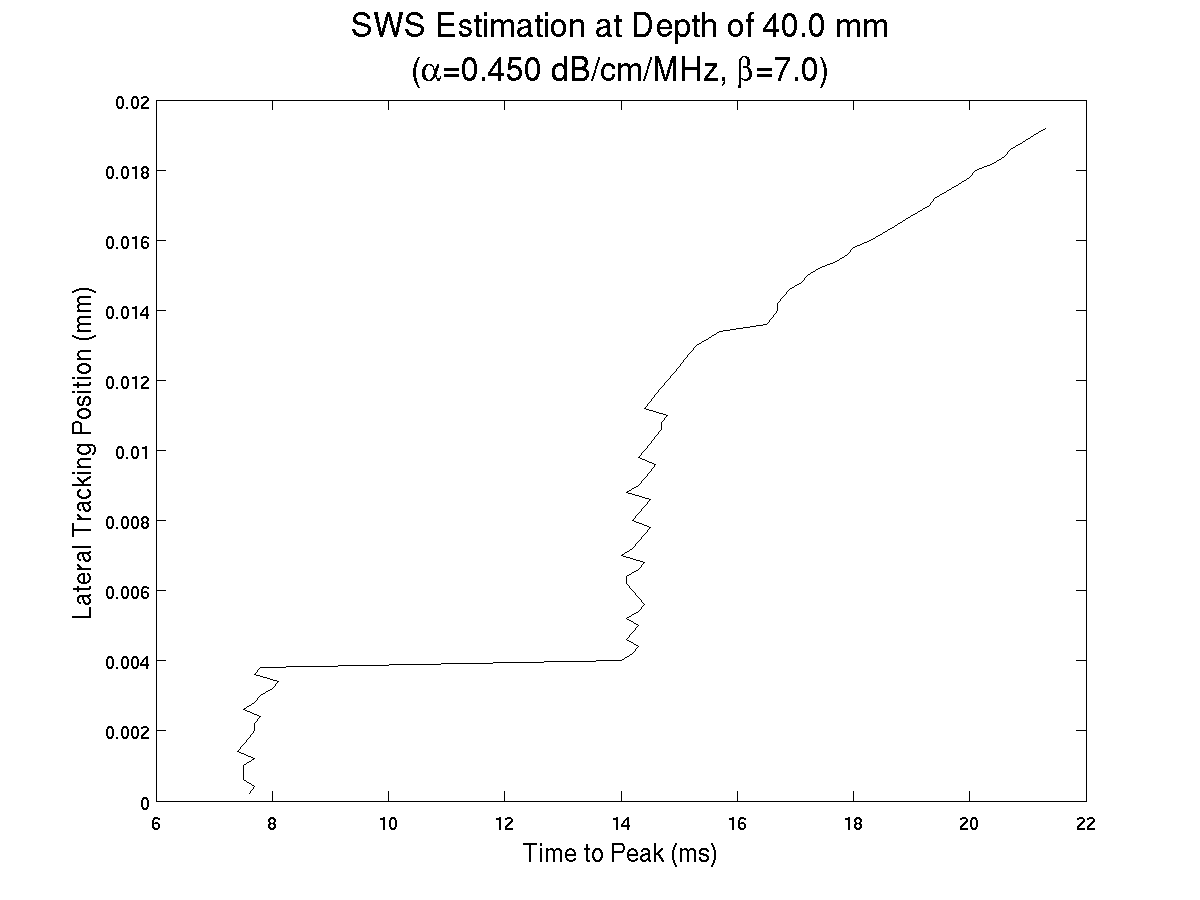 SWS Estimation at Depth of 40.0 mm
(α=0.450 dB/cm/MHz, β=7.0)
Lateral Tracking Position (mm)
0.02
0.018
0.016
0.014
0.012
0.01
0.008
0.006
0.004
0.002
0
6 8 10 12 14 16 18 20 22
Time to Peak (ms)